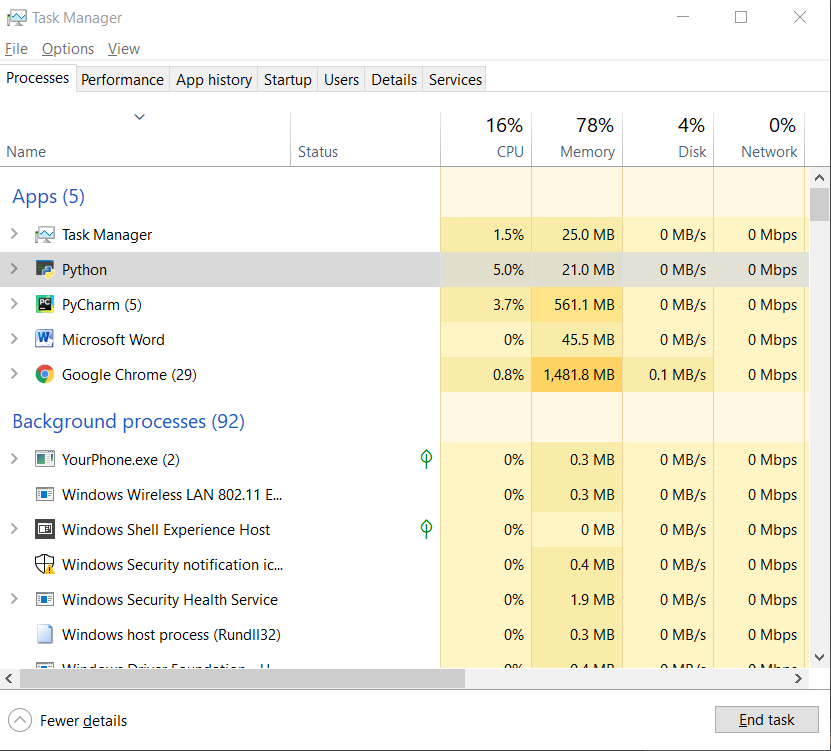 Task Manager
File Options View
Processes Performance App history Startup Users Details Services
16% 78% 4% 0%
Name Status CPU Memory Disk Network
Apps (5)
Task Manager 1.5% 25.0 MB 0 MB/s 0 Mbps
Python 5.0% 21.0 MB 0 MB/s 0 Mbps
PyCharm (5) 3.7% 561.1 MB 0 MB/s 0 Mbps
Microsoft Word 0% 45.5 MB 0 MB/s 0 Mbps
Google Chrome (29) 0.8% 1,481.8 MB 0.1 MB/s 0 Mbps
Background processes (92)
YourPhone.exe (2) 0% 0.3 MB 0 MB/s 0 Mbps
Windows Wireless LAN 802.11 E... 0% 0.3 MB 0 MB/s 0 Mbps
Windows Shell Experience Host 0% 0 MB 0 MB/s 0 Mbps
Windows Security notification ic... 0% 0.4 MB 0 MB/s 0 Mbps
Windows Security Health Service 0% 1.9 MB 0 MB/s 0 Mbps
Windows host process (Rundll32) 0% 0.3 MB 0 MB/s 0 Mbps
Windows Driver Foundation - U 0% 0.4 MB 0 MB/s 0 Mbps
Fewer details End task